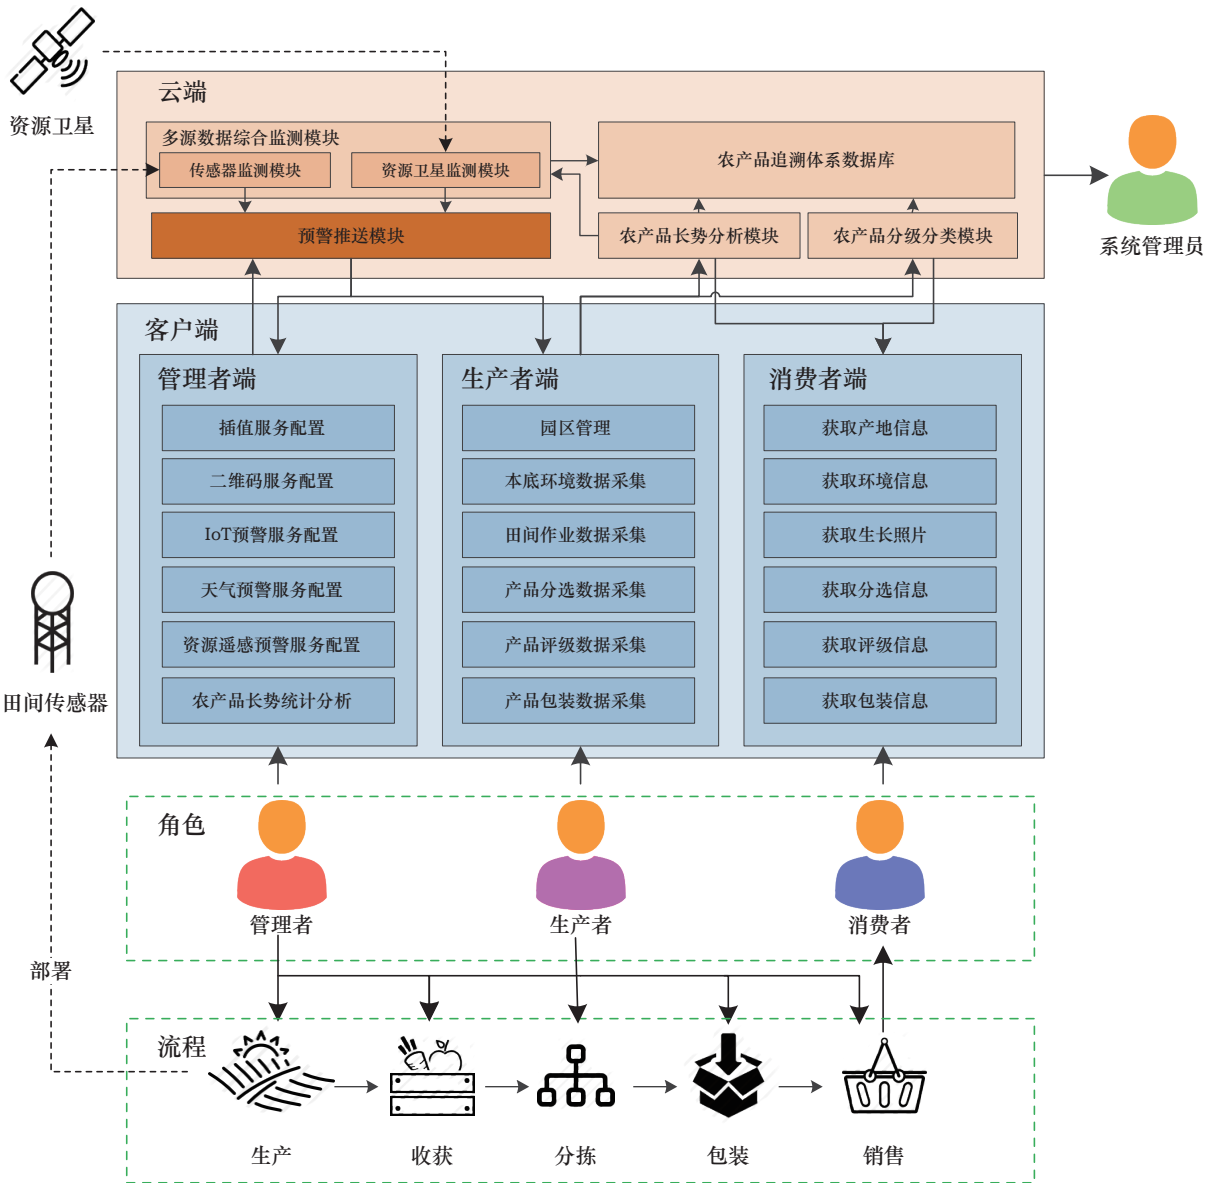 资源卫星
云端
多源数据综合监测模块
传感器监测模块
资源卫星监测模块
农产品追溯体系数据库
预警推送模块
农产品长势分析模块
农产品分级分类模块
系统管理员
客户端
管理者端
插值服务配置
二维码服务配置
IoT预警服务配置
天气预警服务配置
资源遥感预警服务配置
农产品长势统计分析
生产者端
园区管理
本底环境数据采集
田间作业数据采集
产品分选数据采集
产品评级数据采集
产品包装数据采集
消费者端
获取产地信息
获取环境信息
获取生长照片
获取分选信息
获取评级信息
获取包装信息
田间传感器
部署
角色
管理者
生产者
消费者
流程
生产
收获
分拣
包装
销售